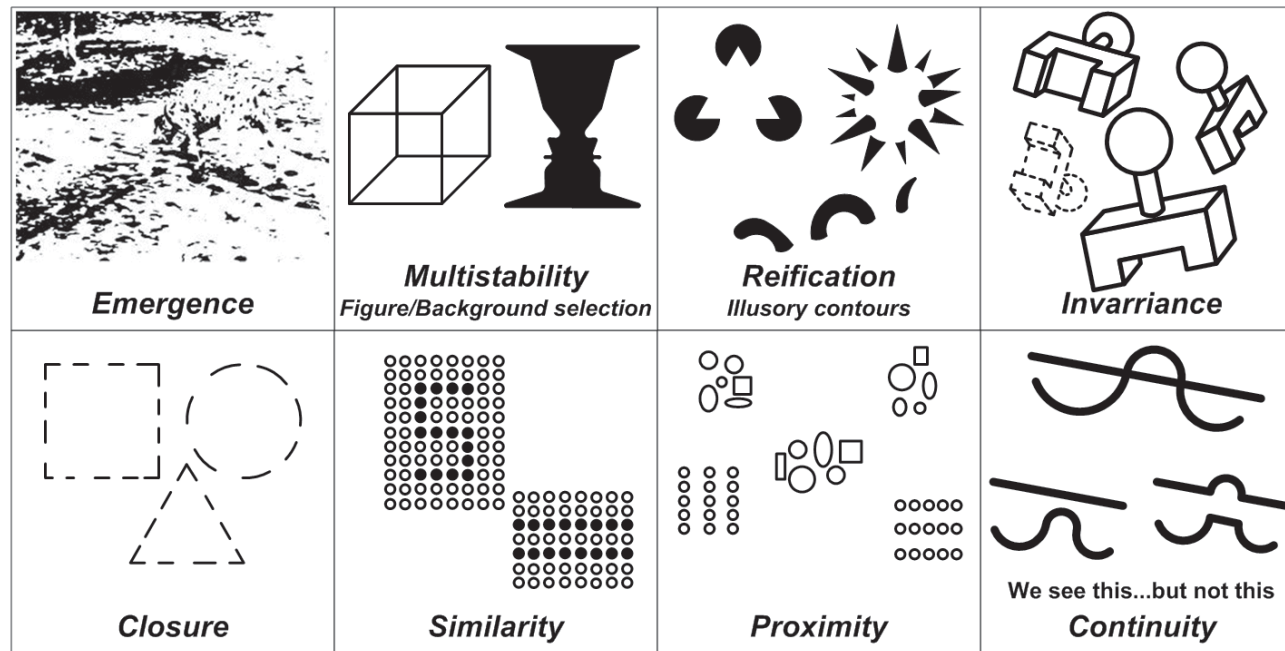 Emergence
Multistability
Figure/Background selection
Reification
Illusory contours
Invarriance
Closure
Similarity
Proximity
We see this...but not this
Continuity